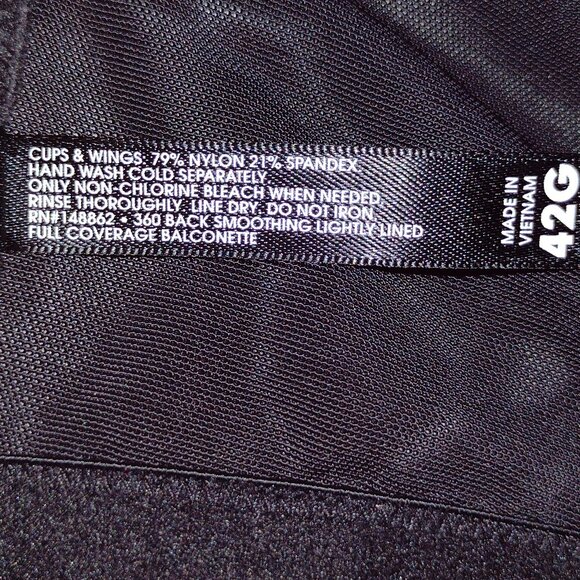 CUPS & WINGS: 79% NYLON 21% SPANDEX.
HAND WASH COLD SEPARATELY.
ONLY NON-CHLORINE BLEACH WHEN NEEDED.
RINSE THOROUGHLY. LINE DRY. DO NOT IRON.
RN#148862 • 360 BACK SMOOTHING LIGHTLY LINED
FULL COVERAGE BALCONETTE
MADE IN
VIETNAM
42G